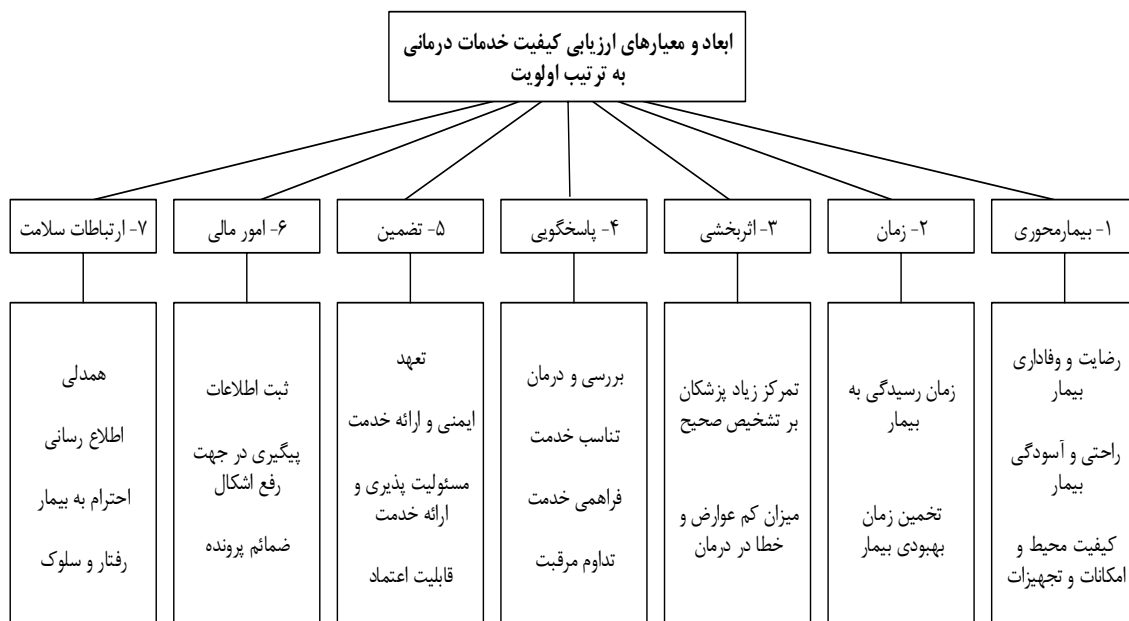 ابعاد و معیارهای ارزیابی کیفیت خدمات درمانی
به ترتیب اولویت
۱- بیمارمحوری
۲- زمان
۳- اثربخشی
۴- پاسخگویی
۵- تضمین
۶- امور مالی
۷- ارتباطات سلامت
رضایت و وفاداری
بیمار
راحتی و آسودگی
بیمار
کیفیت محیط و
امکانات و تجهیزات
زمان رسیدگی به
بیمار
تخمین زمان
بهبودی بیمار
تمرکز زیاد پزشکان
بر تشخیص صحیح
میزان کم عوارض و
خطا در درمان
بررسی و درمان
تناسب خدمت
فراهمی خدمت
تداوم مرقبت
تعهد
ایمنی و ارائه خدمت
مسئولیت پذیری و
ارائه خدمت
قابلیت اعتماد
ثبت اطلاعات
پیگیری در جهت
رفع اشکال
ضمائم پرونده
همدلی
اطلاع رسانی
احترام به بیمار
رفتار و سلوک